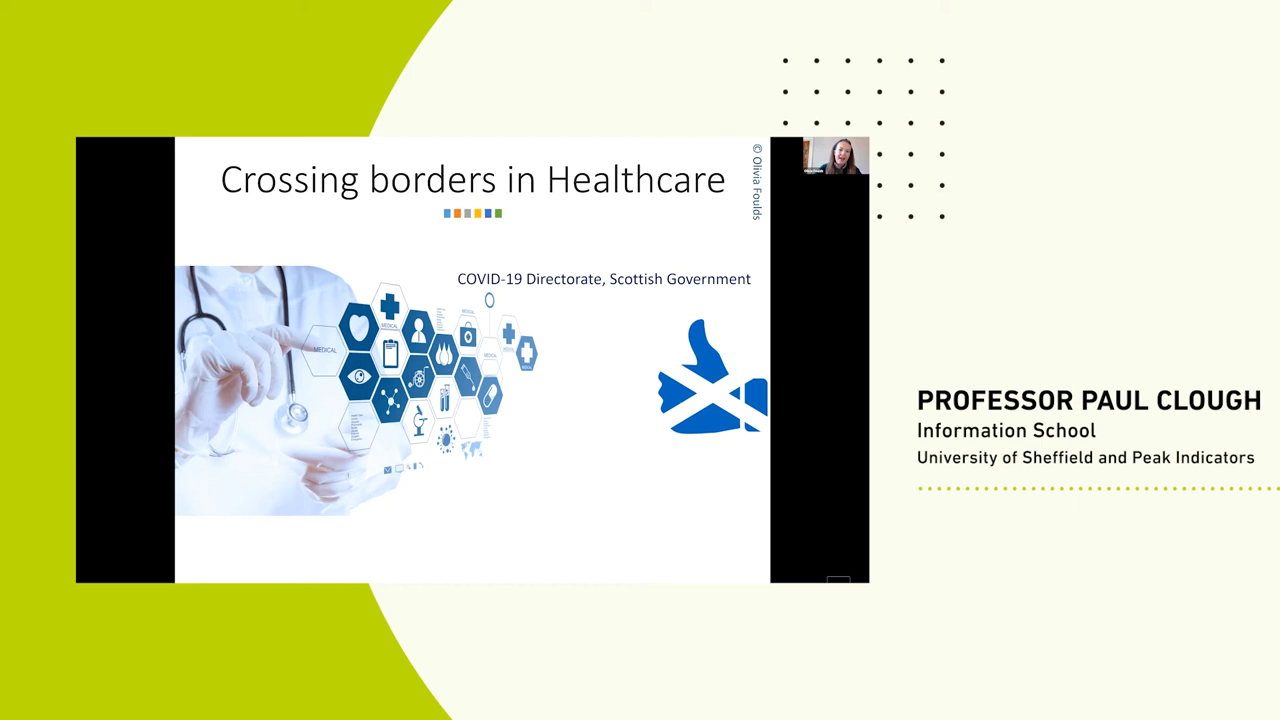 Crossing borders in Healthcare
© Olivia Foulds
COVID-19 Directorate, Scottish Government
MEDICAL
MEDICAL
PROFESSOR PAUL CLOUGH
Information School
University of Sheffield and Peak Indicators